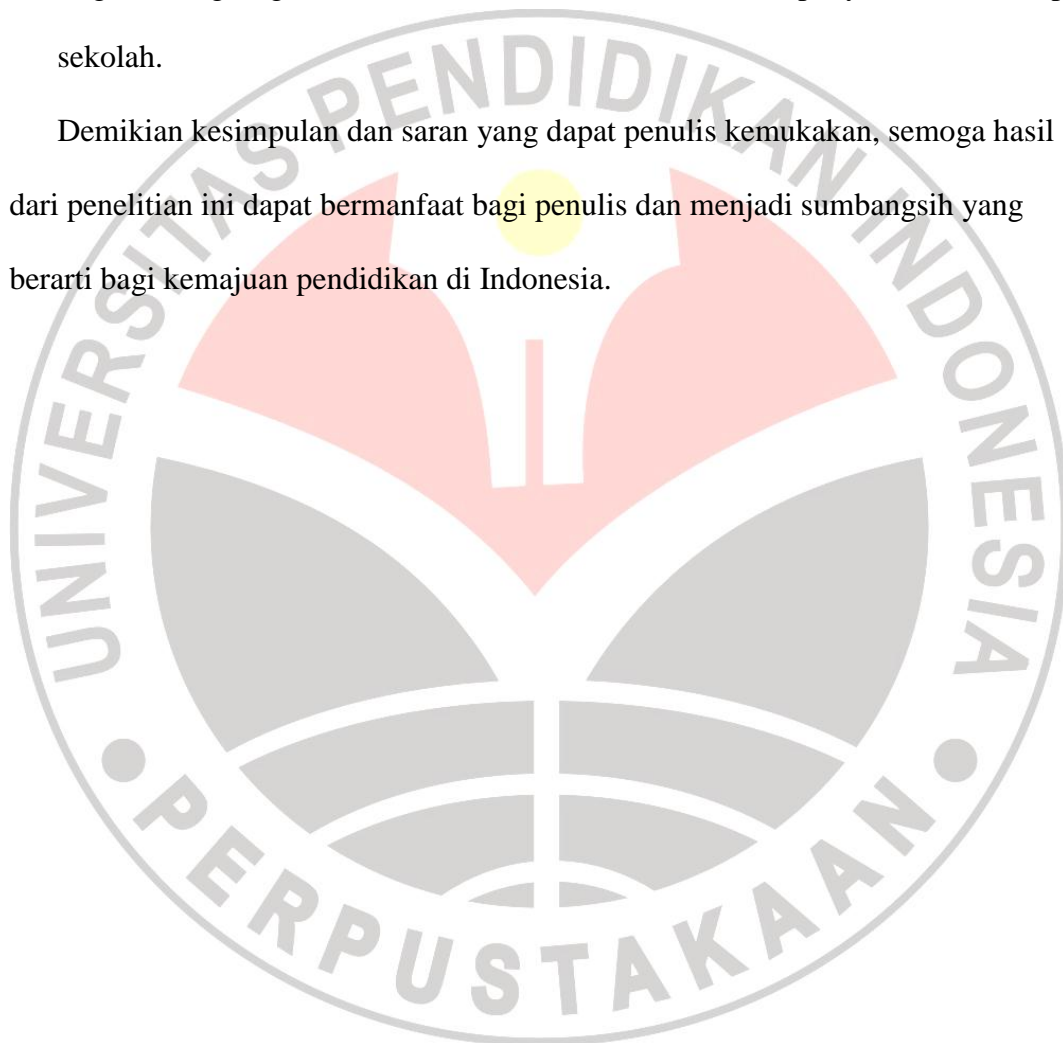 sekolah.
Demikian kesimpulan dan saran yang dapat penulis kemukakan, semoga hasil
dari penelitian ini dapat bermanfaat bagi penulis dan menjadi sumbangsih yang
berarti bagi kemajuan pendidikan di Indonesia.
UNIVERSITAS PENDIDIKAN INDONESIA
PERPUSTAKAAN